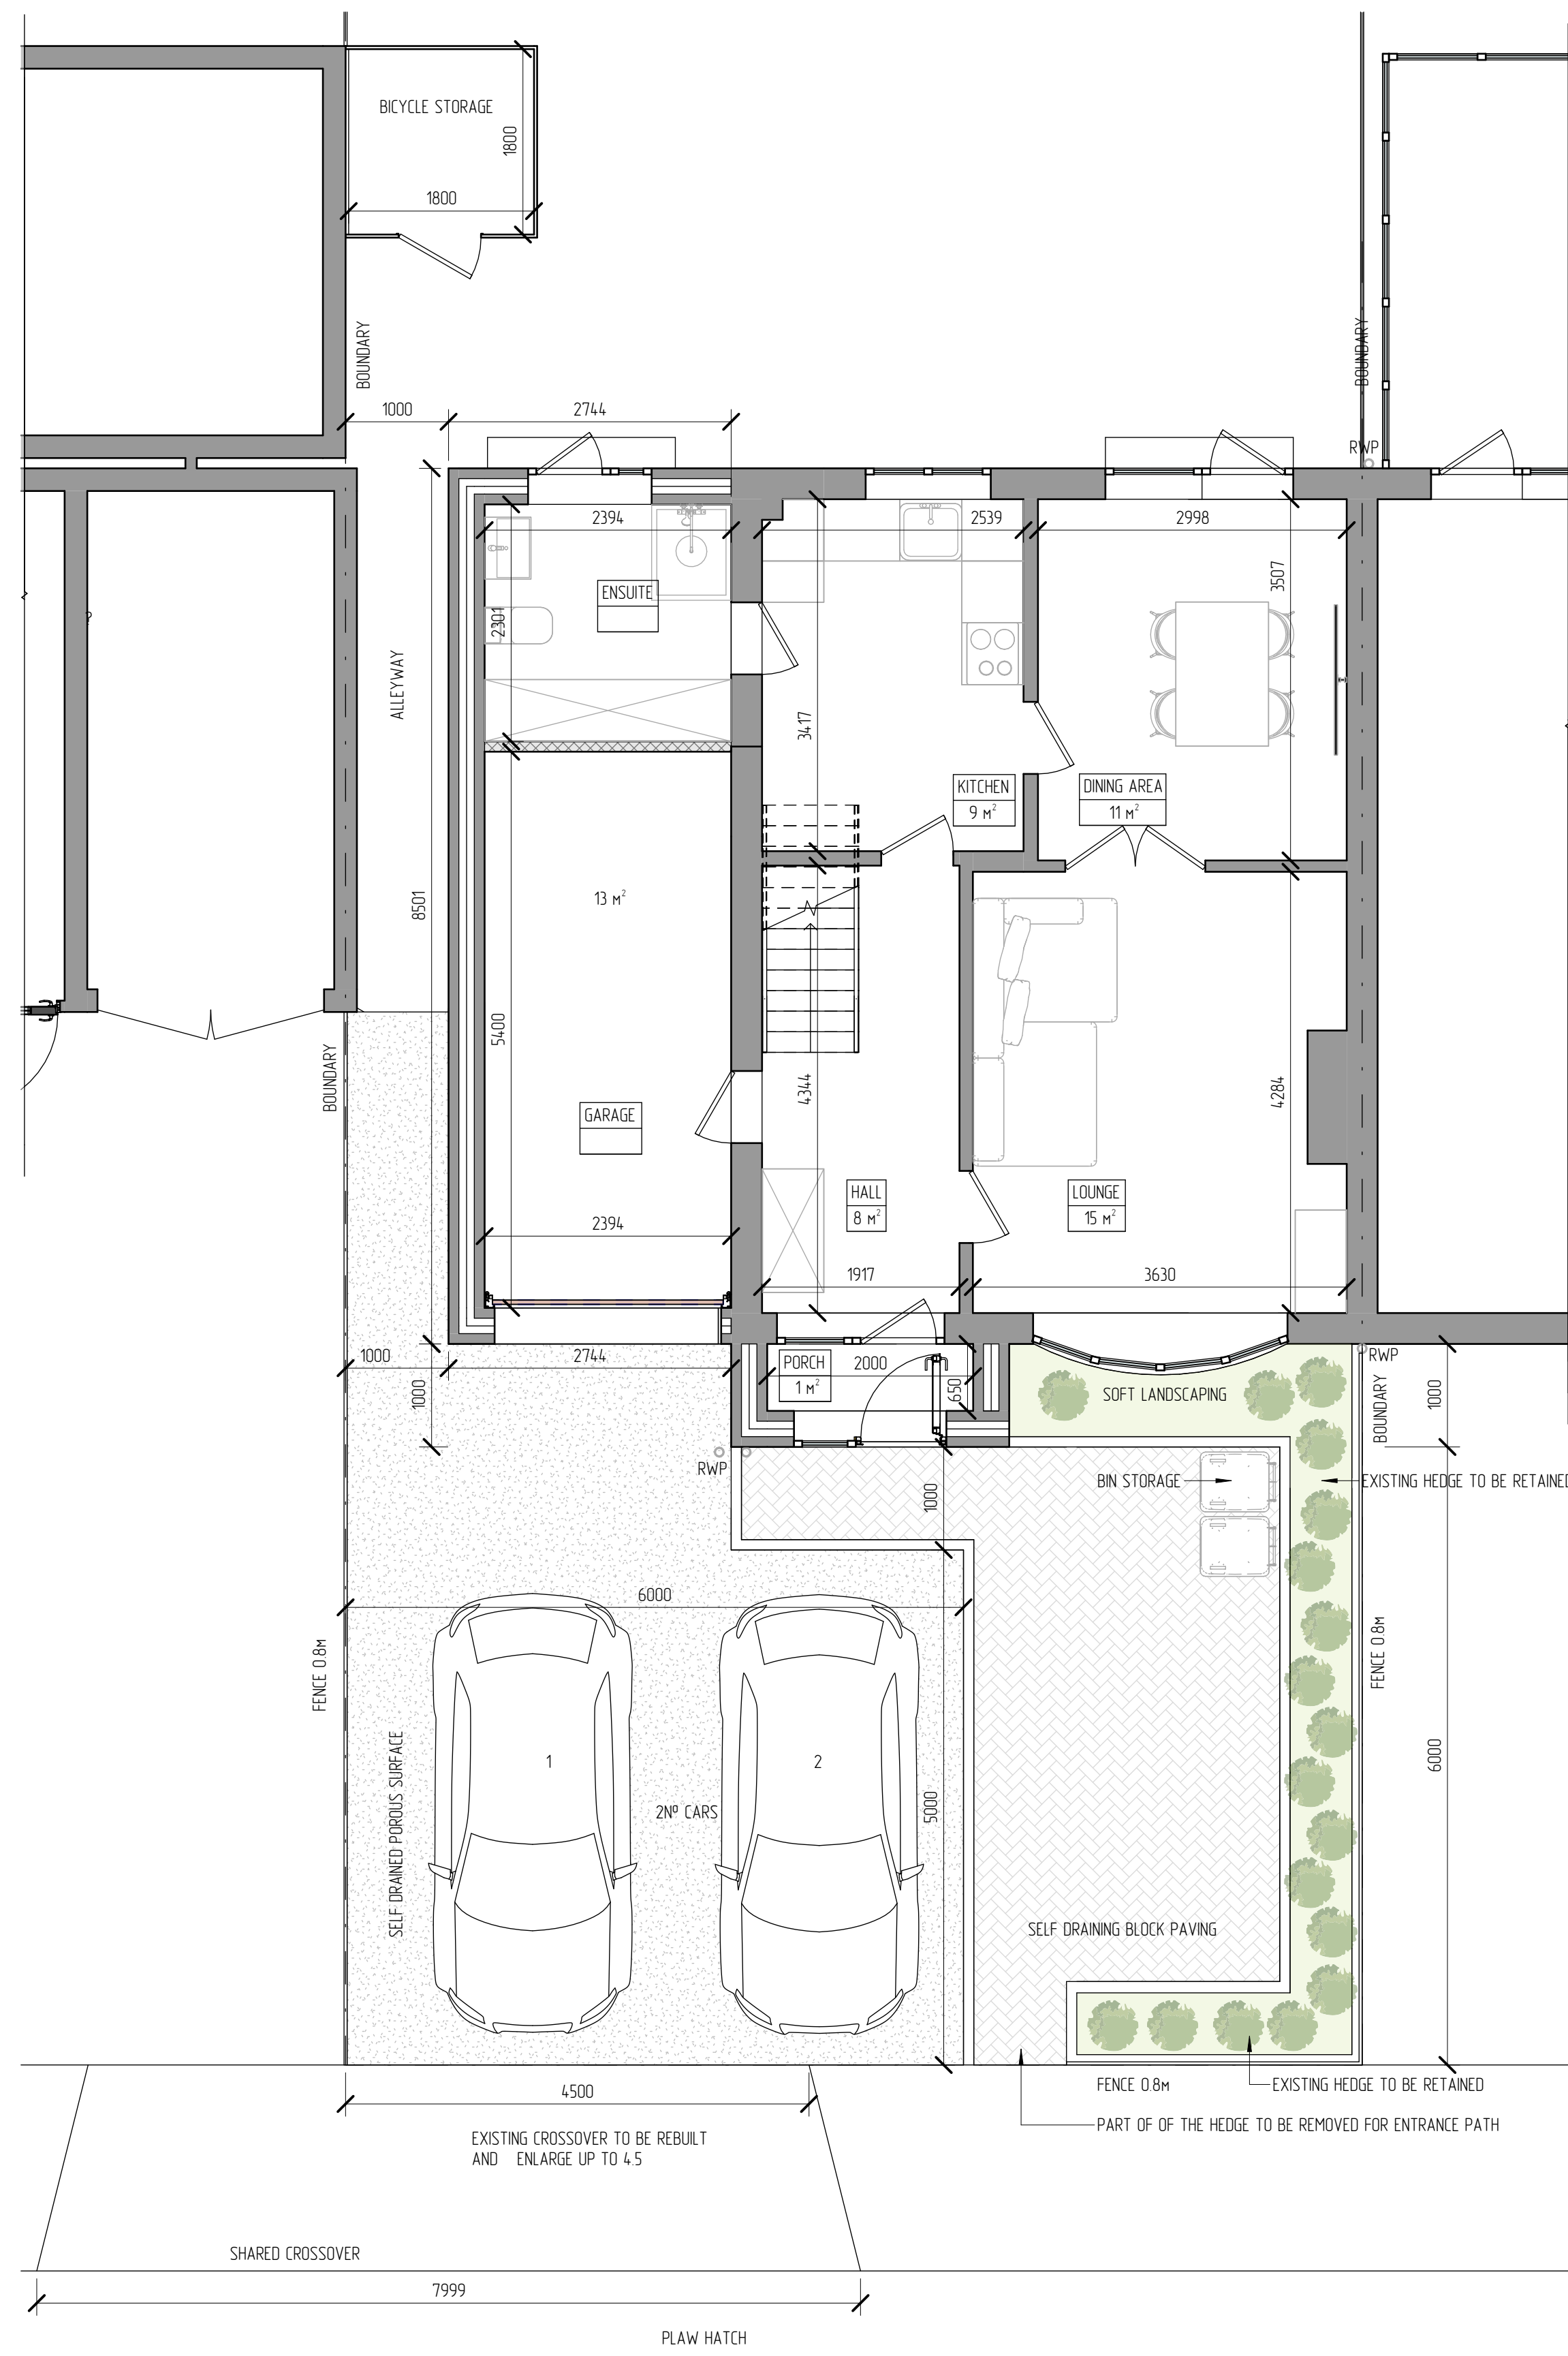 BICYCLE STORAGE
1800
1800
BOUNDARY
BOUNDARY
1000
2744
RWP
2394
2539
2998
3507
ENSUITE
2301
ALLEYWAY
3417
KITCHEN
9 м²
DINING AREA
11 м²
8501
13 м²
5400
4344
4284
BOUNDARY
GARAGE
HALL
8 м²
LOUNGE
15 м²
2394
1917
3630
1000
2744
PORCH
1 м²
2000
650
RWP
1000
SOFT LANDSCAPING
BOUNDARY
1000
RWP
BIN STORAGE
EXISTING HEDGE TO BE RETAINED
1000
6000
FENCE 0.8м
FENCE 0.8м
SELF DRAINED POROUS SURFACE
1
2
2Nº CARS
5000
6000
SELF DRAINING BLOCK PAVING
4500
FENCE 0.8м
EXISTING HEDGE TO BE RETAINED
PART OF OF THE HEDGE TO BE REMOVED FOR ENTRANCE PATH
EXISTING CROSSOVER TO BE REBUILT
AND ENLARGE UP TO 4.5
SHARED CROSSOVER
7999
PLAW HATCH